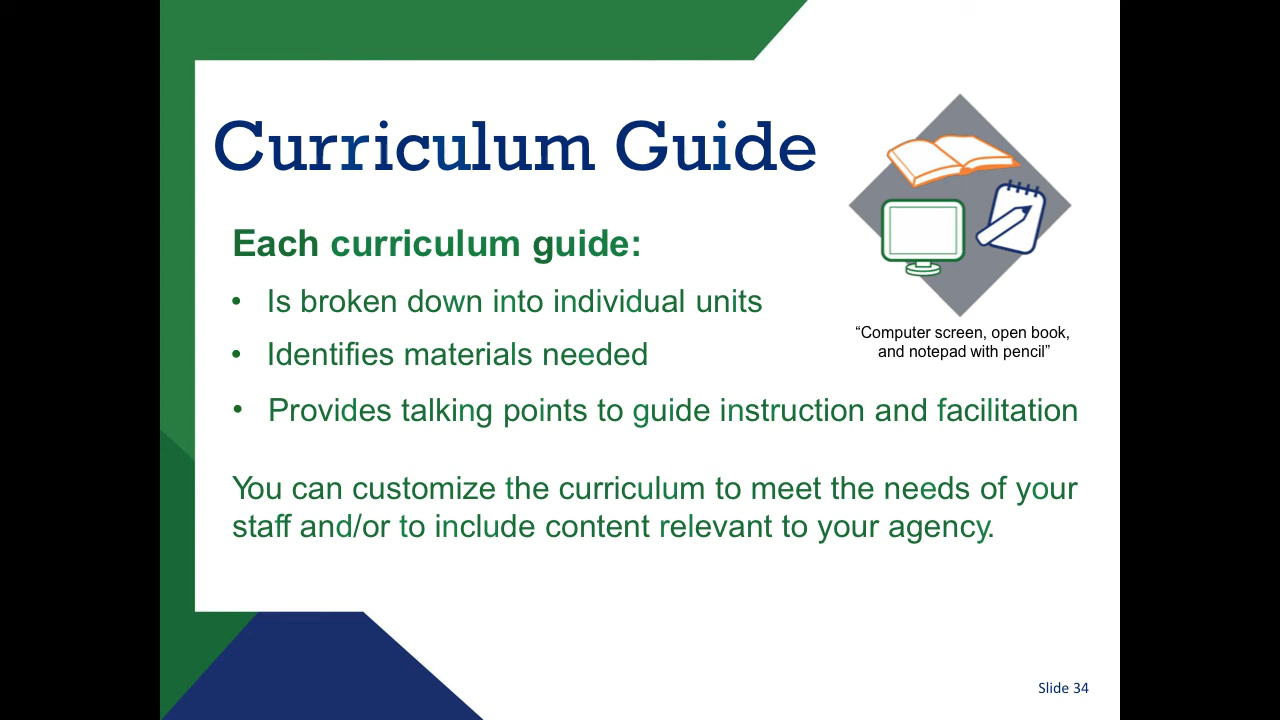 Curriculum Guide
Each curriculum guide:
• Is broken down into individual units
• Identifies materials needed
• Provides talking points to guide instruction and facilitation
You can customize the curriculum to meet the needs of your
staff and/or to include content relevant to your agency.
“Computer screen, open book,
and notepad with pencil”
Slide 34